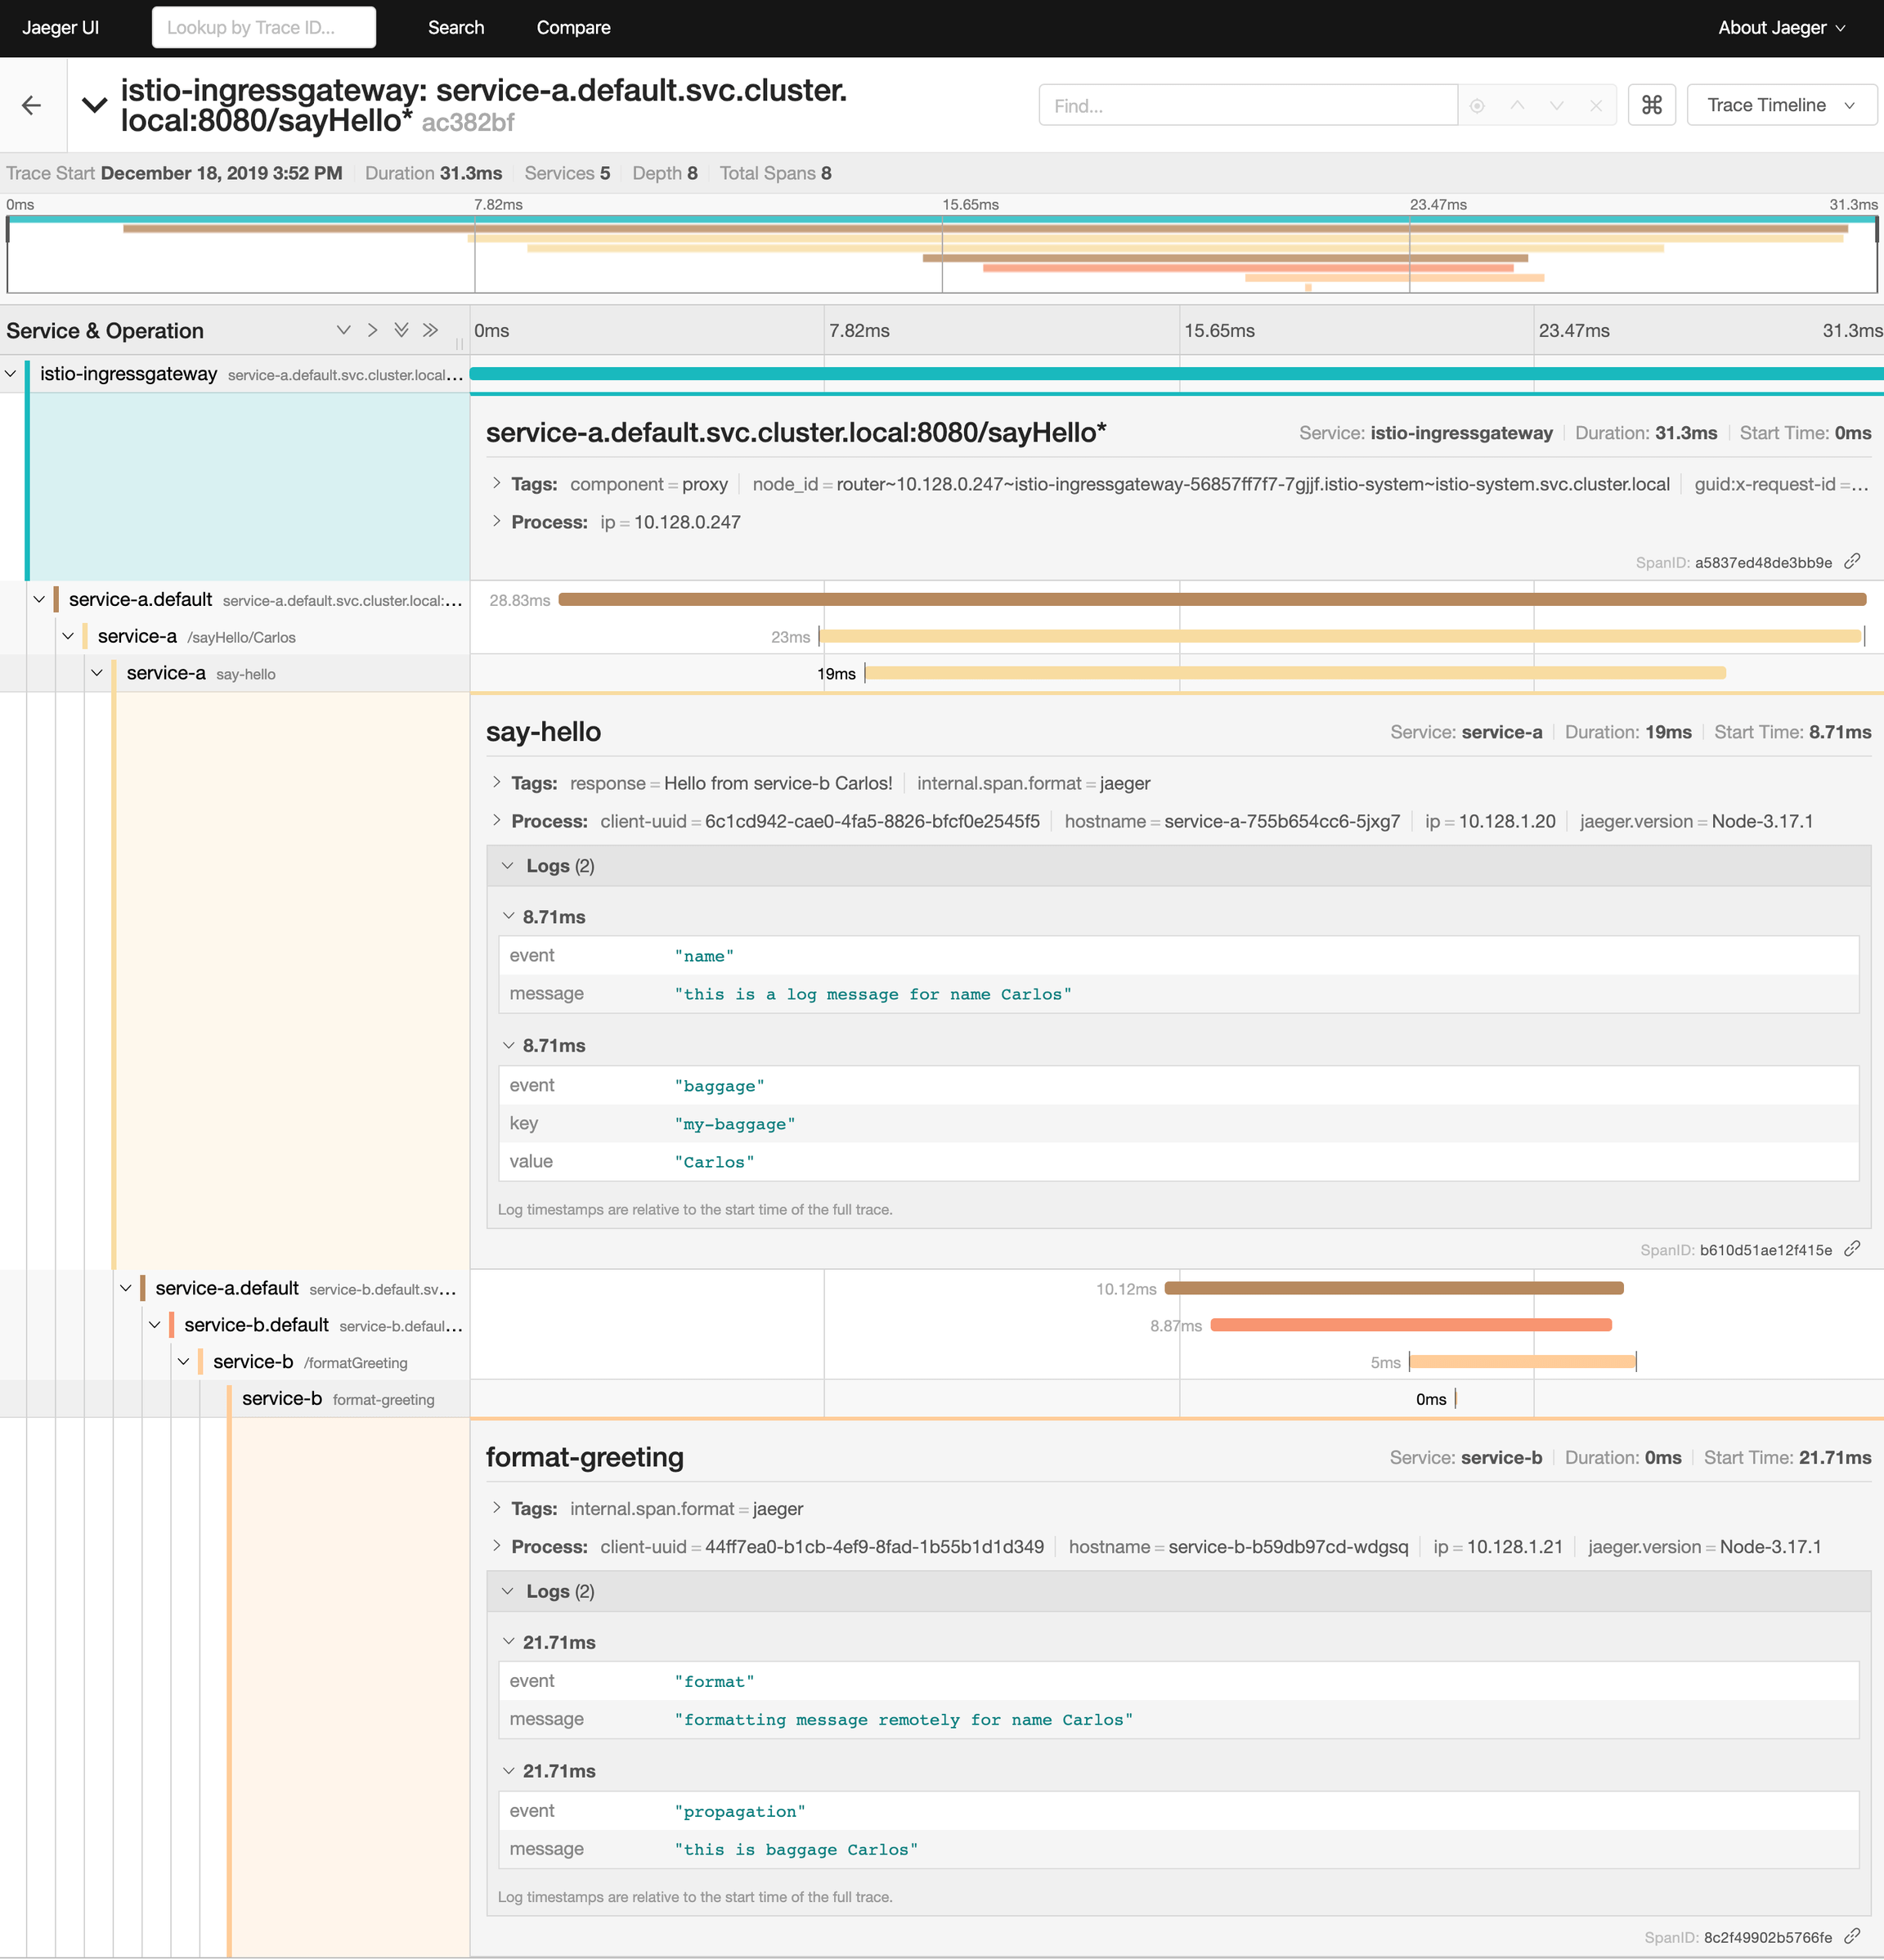 Jaeger UI Lookup by Trace ID... Search Compare About Jaeger
istio-ingressgateway: service-a.default.svc.cluster.
local:8080/sayHello* ac382bf
Find... ⌘ Trace Timeline
Trace Start December 18, 2019 3:52 PM Duration 31.3ms Services 5 Depth 8 Total Spans 8
0ms 7.82ms 15.65ms 23.47ms 31.3ms
Service & Operation 0ms 7.82ms 15.65ms 23.47ms 31.3ms
istio-ingressgateway service-a.default.svc.cluster.local...
service-a.default.svc.cluster.local:8080/sayHello* Service: istio-ingressgateway Duration: 31.3ms Start Time: 0ms
Tags: component = proxy node_id = router~10.128.0.247~istio-ingressgateway-56857ff7f7-7gjjf.istio-system~istio-system.svc.cluster.local guid:x-request-id =...
Process: ip = 10.128.0.247
SpanID: a5837ed48de3bb9e
service-a.default service-a.default.svc.cluster.local:... 28.83ms
service-a /sayHello/Carlos 23ms
service-a say-hello 19ms
say-hello Service: service-a Duration: 19ms Start Time: 8.71ms
Tags: response = Hello from service-b Carlos! internal.span.format = jaeger
Process: client-uuid = 6c1cd942-cae0-4fa5-8826-bfcf0e2545f5 hostname = service-a-755b654cc6-5jxg7 ip = 10.128.1.20 jaeger.version = Node-3.17.1
Logs (2)
8.71ms
event "name"
message "this is a log message for name Carlos"
8.71ms
event "baggage"
key "my-baggage"
value "Carlos"
Log timestamps are relative to the start time of the full trace.
SpanID: b610d51ae12f415e
service-a.default service-b.default.sv... 10.12ms
service-b.default service-b.defaul... 8.87ms
service-b /formatGreeting 5ms
service-b format-greeting 0ms
format-greeting Service: service-b Duration: 0ms Start Time: 21.71ms
Tags: internal.span.format = jaeger
Process: client-uuid = 44ff7ea0-b1cb-4ef9-8fad-1b55b1d1d349 hostname = service-b-b59db97cd-wdgsq ip = 10.128.1.21 jaeger.version = Node-3.17.1
Logs (2)
21.71ms
event "format"
message "formatting message remotely for name Carlos"
21.71ms
event "propagation"
message "this is baggage Carlos"
Log timestamps are relative to the start time of the full trace.
SpanID: 8c2f49902b5766fe